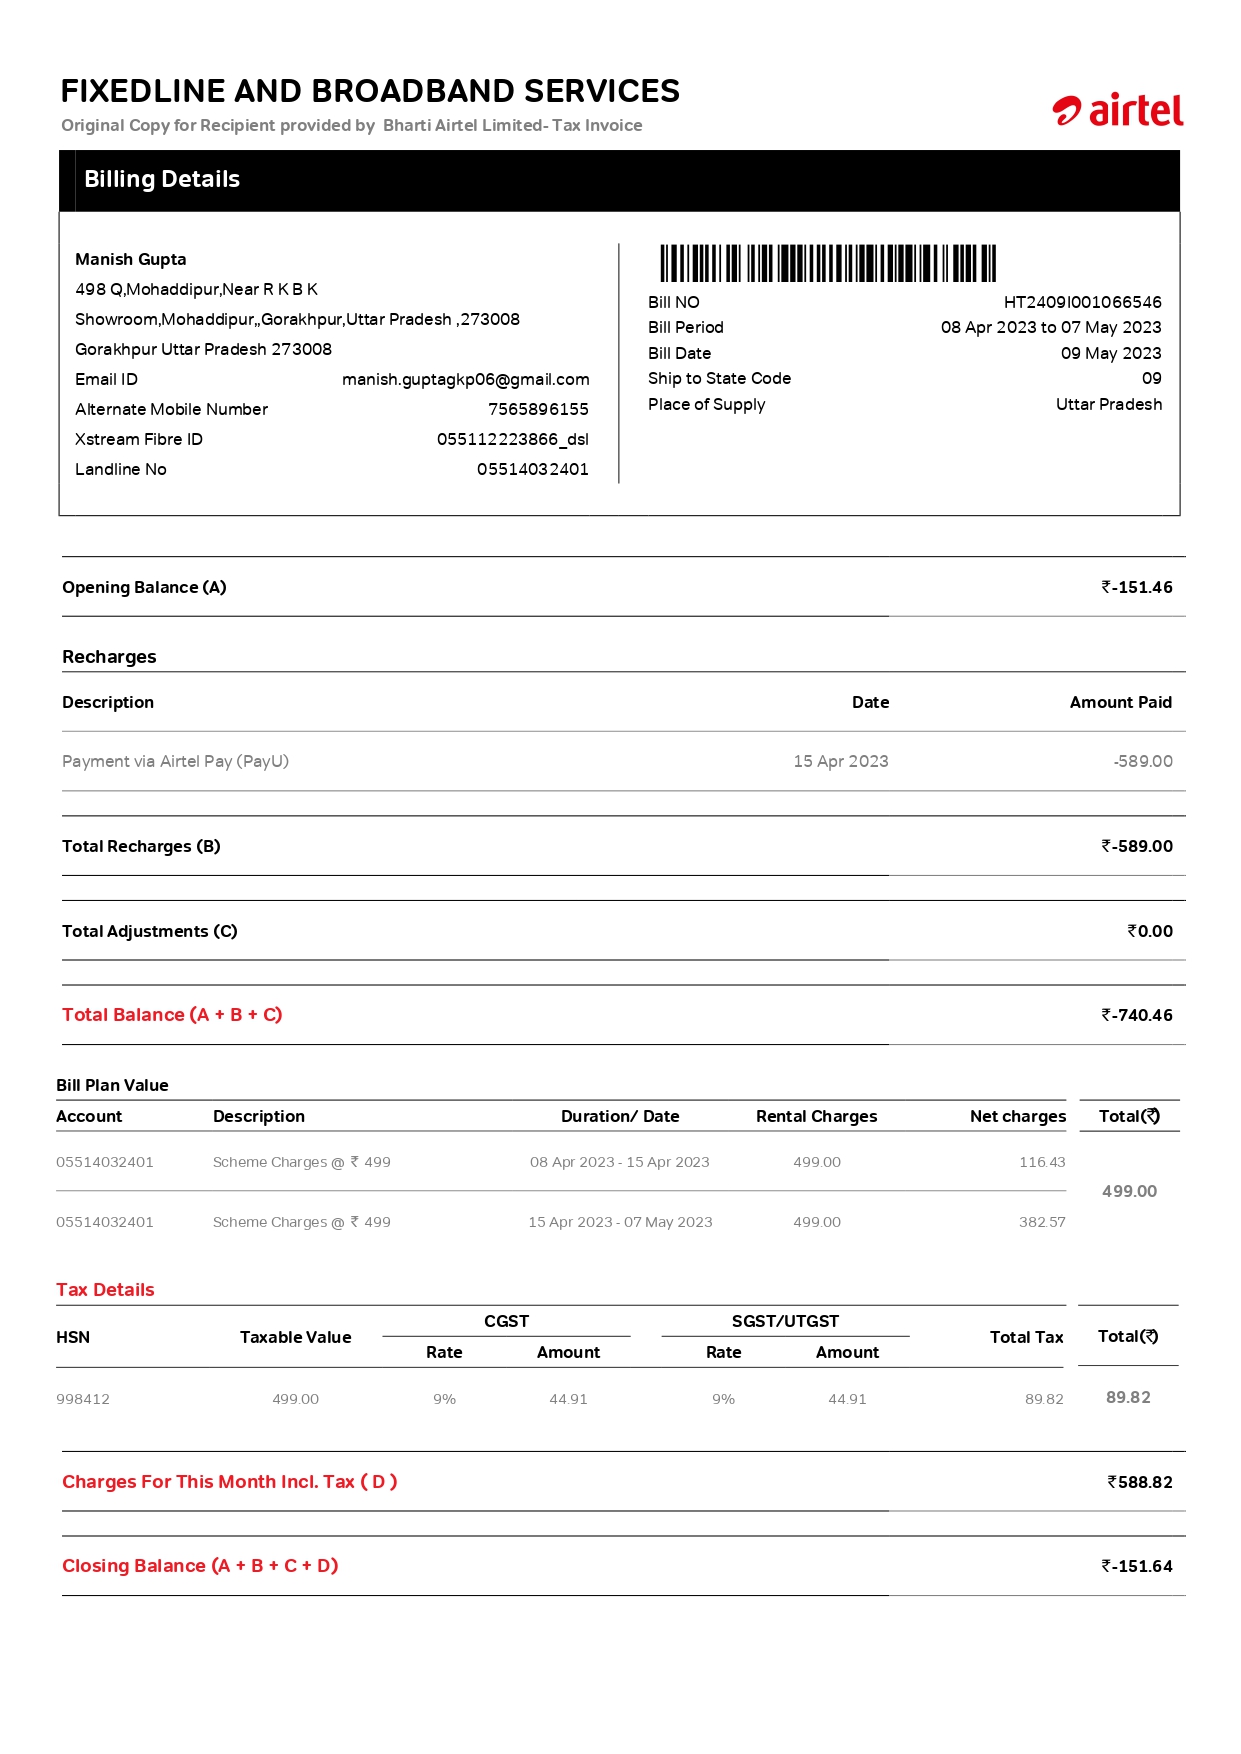 FIXEDLINE AND BROADBAND SERVICES
Original Copy for Recipient provided by Bharti Airtel Limited- Tax Invoice
airtel
Billing Details
Manish Gupta
498 Q,Mohaddipur,Near R K B K
Showroom,Mohaddipur,,Gorakhpur,Uttar Pradesh ,273008
Gorakhpur Uttar Pradesh 273008
Email ID manish.guptagkp06@gmail.com
Alternate Mobile Number 7565896155
Xstream Fibre ID 055112223866_dsl
Landline No 05514032401
Bill NO HT2409I001066546
Bill Period 08 Apr 2023 to 07 May 2023
Bill Date 09 May 2023
Ship to State Code 09
Place of Supply Uttar Pradesh
Opening Balance (A) ₹-151.46
Recharges
Description Date Amount Paid
Payment via Airtel Pay (PayU) 15 Apr 2023 -589.00
Total Recharges (B) ₹-589.00
Total Adjustments (C) ₹0.00
Total Balance (A + B + C) ₹-740.46
Bill Plan Value
Account Description Duration/ Date Rental Charges Net charges Total(₹)
05514032401 Scheme Charges @ ₹ 499 08 Apr 2023 - 15 Apr 2023 499.00 116.43
499.00
05514032401 Scheme Charges @ ₹ 499 15 Apr 2023 - 07 May 2023 499.00 382.57
Tax Details
CGST SGST/UTGST
HSN Taxable Value Total Tax Total(₹)
Rate Amount Rate Amount
998412 499.00 9% 44.91 9% 44.91 89.82 89.82
Charges For This Month Incl. Tax ( D ) ₹588.82
Closing Balance (A + B + C + D) ₹-151.64